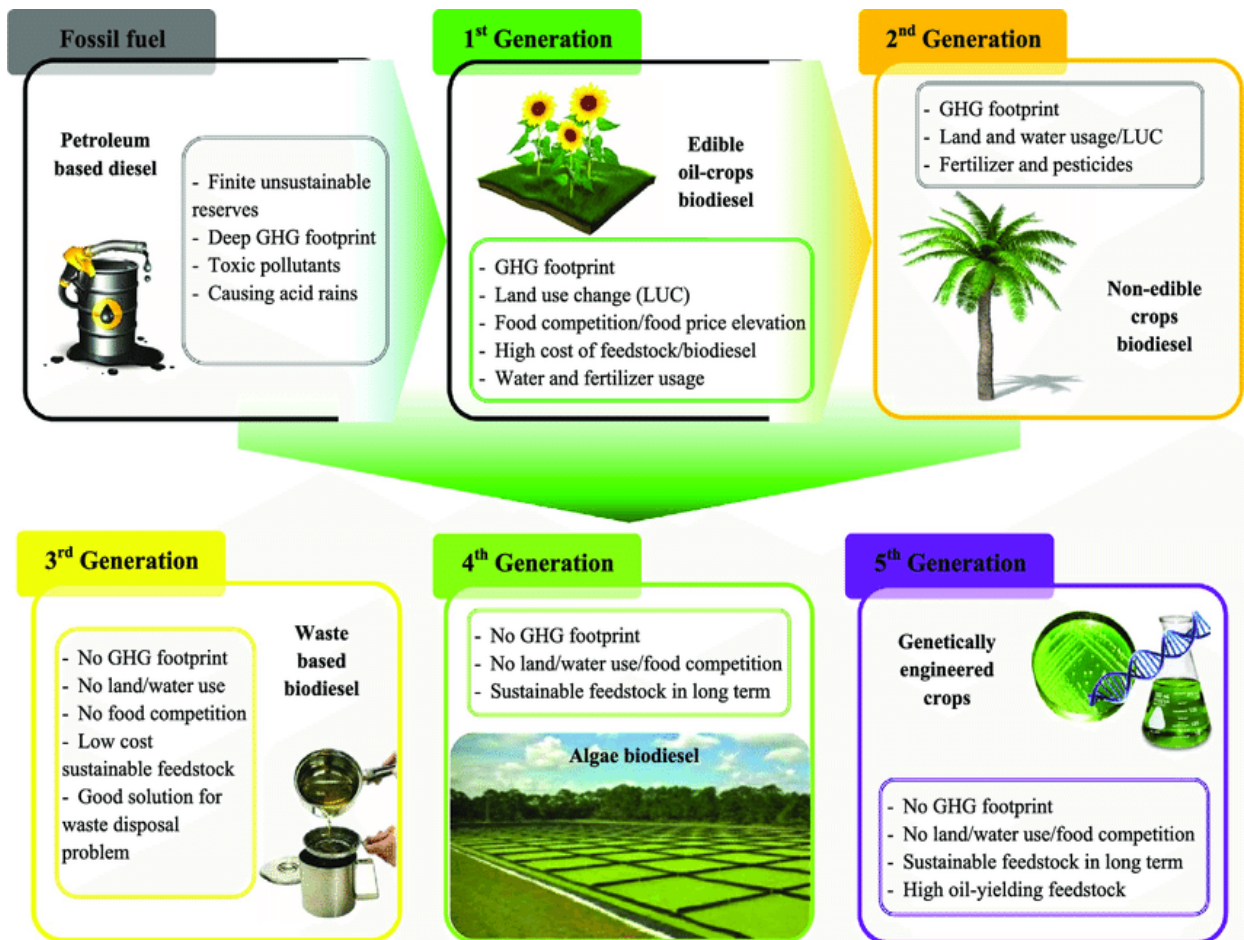 Fossil fuel
Petroleum
based diesel
- Finite unsustainable
reserves
- Deep GHG footprint
- Toxic pollutants
- Causing acid rains
1st Generation
Edible
oil-crops
biodiesel
- GHG footprint
- Land use change (LUC)
- Food competition/food price elevation
- High cost of feedstock/biodiesel
- Water and fertilizer usage
2nd Generation
- GHG footprint
- Land and water usage/LUC
- Fertilizer and pesticides
Non-edible
crops
biodiesel
3rd Generation
- No GHG footprint
- No land/water use
- No food competition
- Low cost
sustainable feedstock
- Good solution for
waste disposal
problem
Waste
based
biodiesel
4th Generation
- No GHG footprint
- No land/water use/food competition
- Sustainable feedstock in long term
Algae biodiesel
5th Generation
Genetically
engineered
crops
- No GHG footprint
- No land/water use/food competition
- Sustainable feedstock in long term
- High oil-yielding feedstock